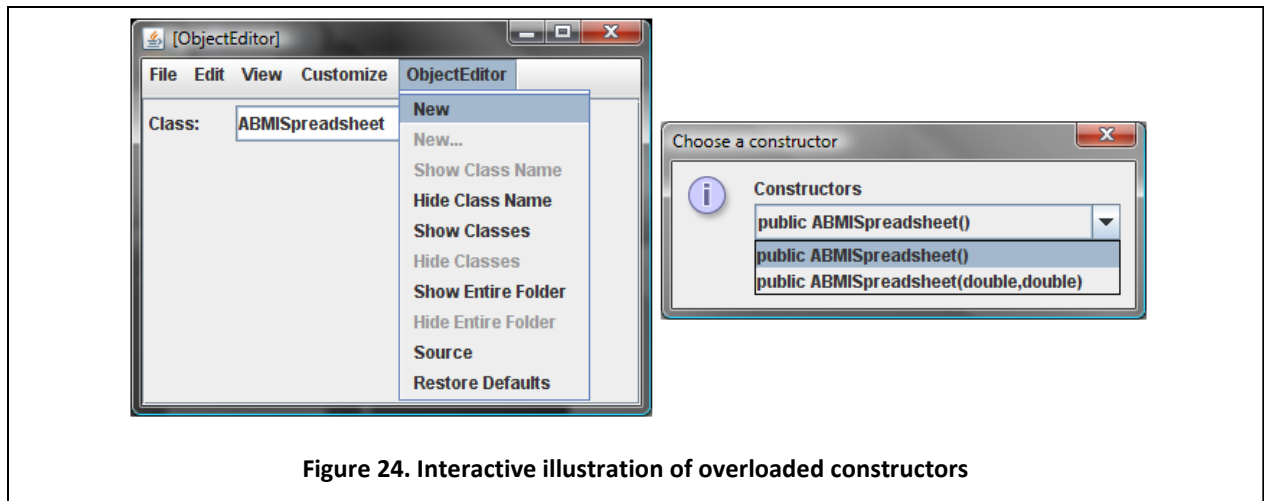 [ObjectEditor]
File Edit View Customize ObjectEditor
Class: ABMISpreadsheet
New
New...
Show Class Name
Hide Class Name
Show Classes
Hide Classes
Show Entire Folder
Hide Entire Folder
Source
Restore Defaults
Choose a constructor
Constructors
public ABMISpreadsheet()
public ABMISpreadsheet()
public ABMISpreadsheet(double,double)
Figure 24. Interactive illustration of overloaded constructors